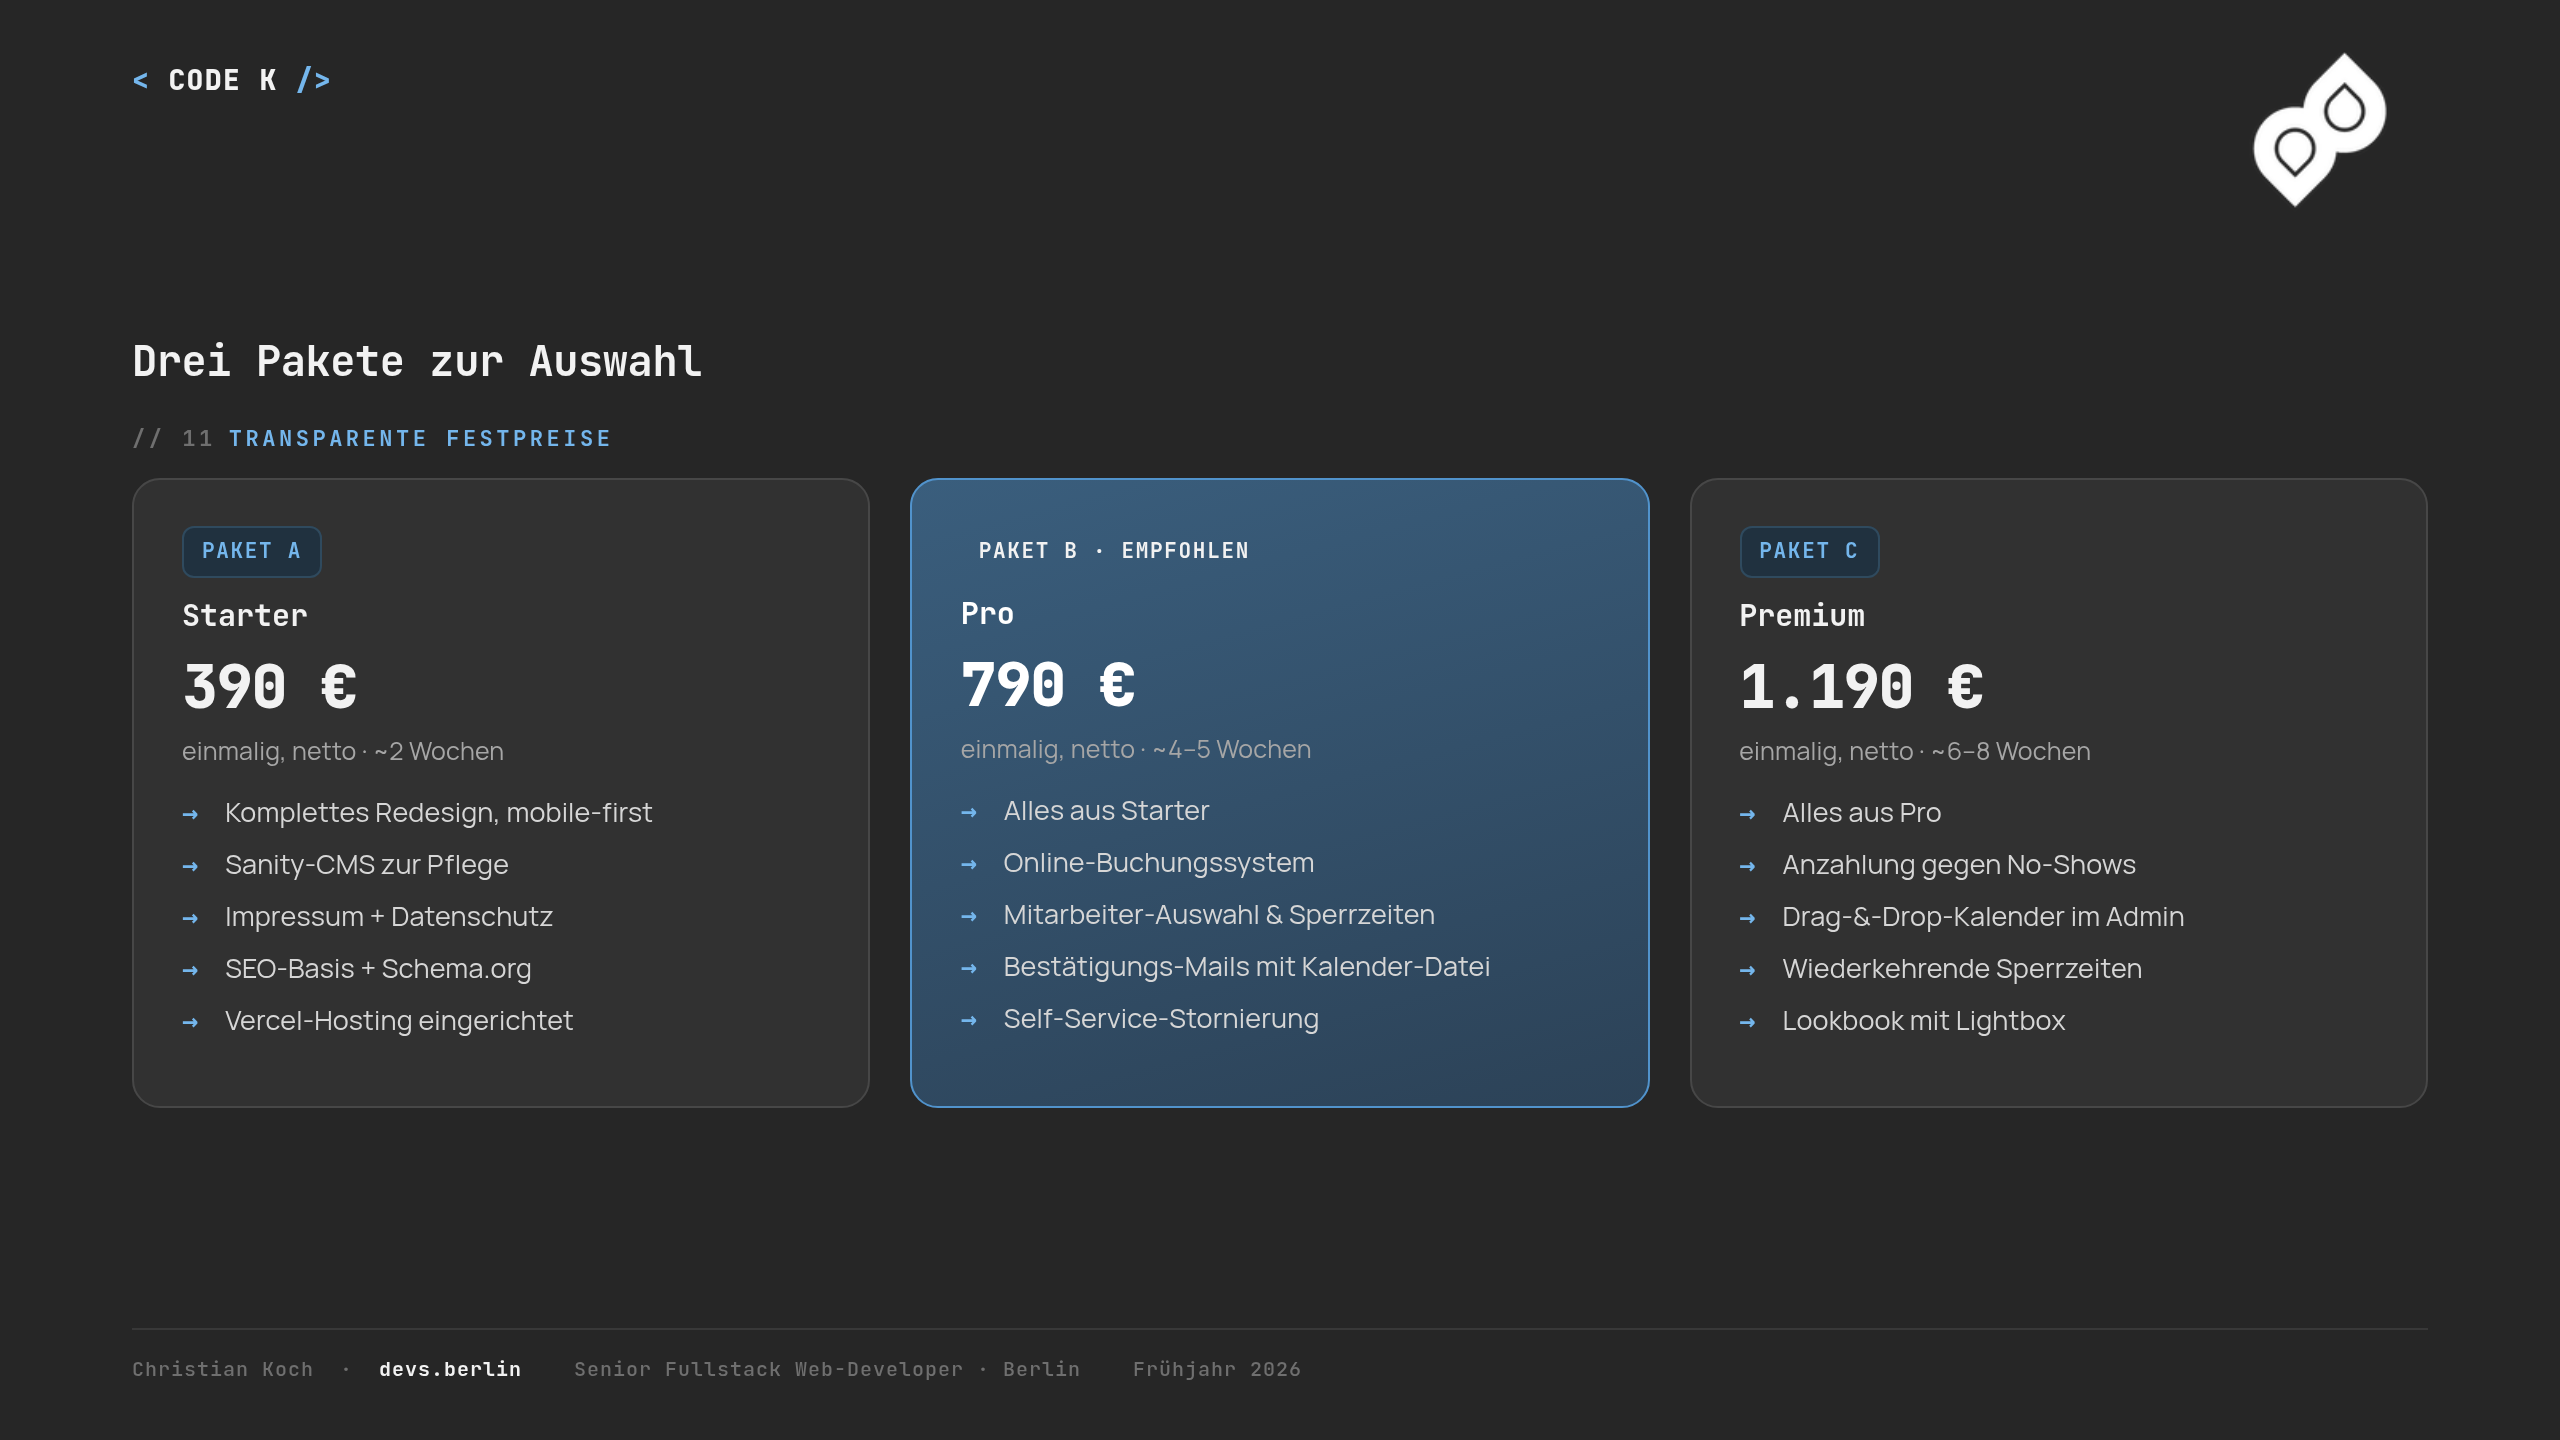 < CODE K />
Drei Pakete zur Auswahl
// 11 TRANSPARENTE FESTPREISE
PAKET A
Starter
390 €
einmalig, netto · ~2 Wochen
→ Komplettes Redesign, mobile-first
→ Sanity-CMS zur Pflege
→ Impressum + Datenschutz
→ SEO-Basis + Schema.org
→ Vercel-Hosting eingerichtet
PAKET B · EMPFOHLEN
Pro
790 €
einmalig, netto · ~4–5 Wochen
→ Alles aus Starter
→ Online-Buchungssystem
→ Mitarbeiter-Auswahl & Sperrzeiten
→ Bestätigungs-Mails mit Kalender-Datei
→ Self-Service-Stornierung
PAKET C
Premium
1.190 €
einmalig, netto · ~6–8 Wochen
→ Alles aus Pro
→ Anzahlung gegen No-Shows
→ Drag-&-Drop-Kalender im Admin
→ Wiederkehrende Sperrzeiten
→ Lookbook mit Lightbox
Christian Koch · devs.berlin Senior Fullstack Web-Developer · Berlin Frühjahr 2026